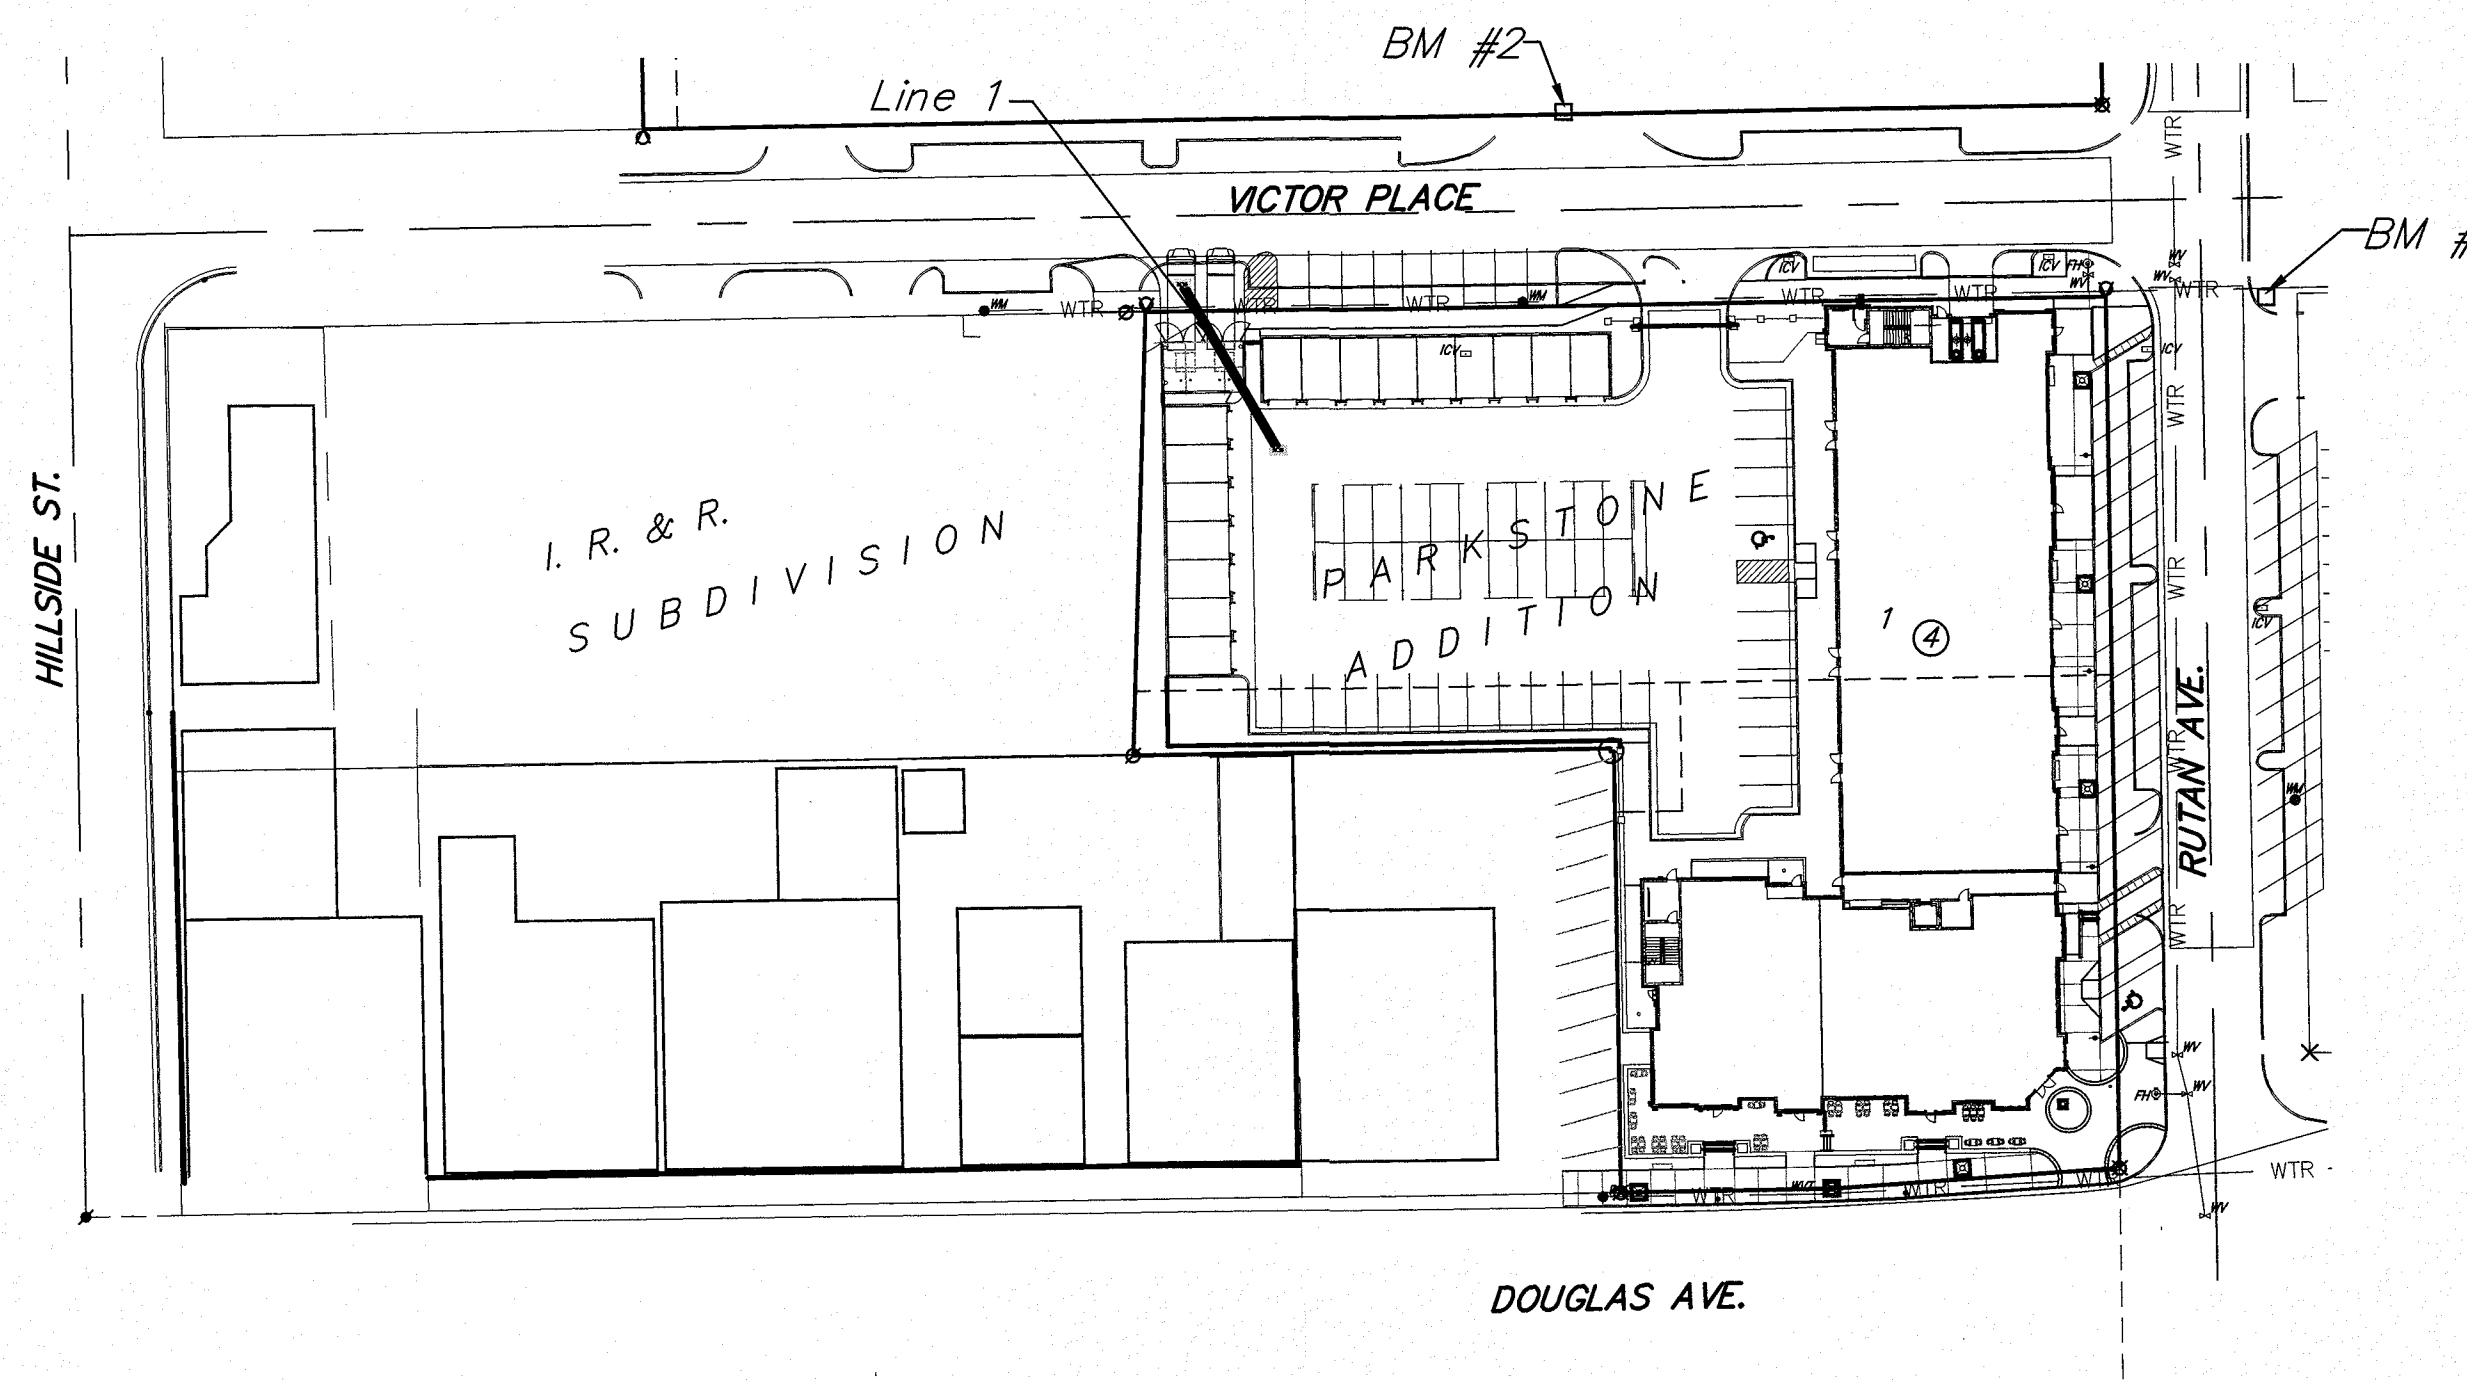 BM #2
Line 1
VICTOR PLACE
BM #
WTR
WV
WV
ICV
ICV
FH
WV
WTR
WM
WTR
WTR
WTR
WM
WTR
WTR
ICV
ICV
WTR
HILLSIDE ST.
I. R. & R.
SUBDIVISION
PARKSTONE
ADDITION
1
4
WTR
ICV
RUTAN AVE.
WTR
WM
WTR
WV
WV
FH
WTR
WTR
WTR
WV
DOUGLAS AVE.